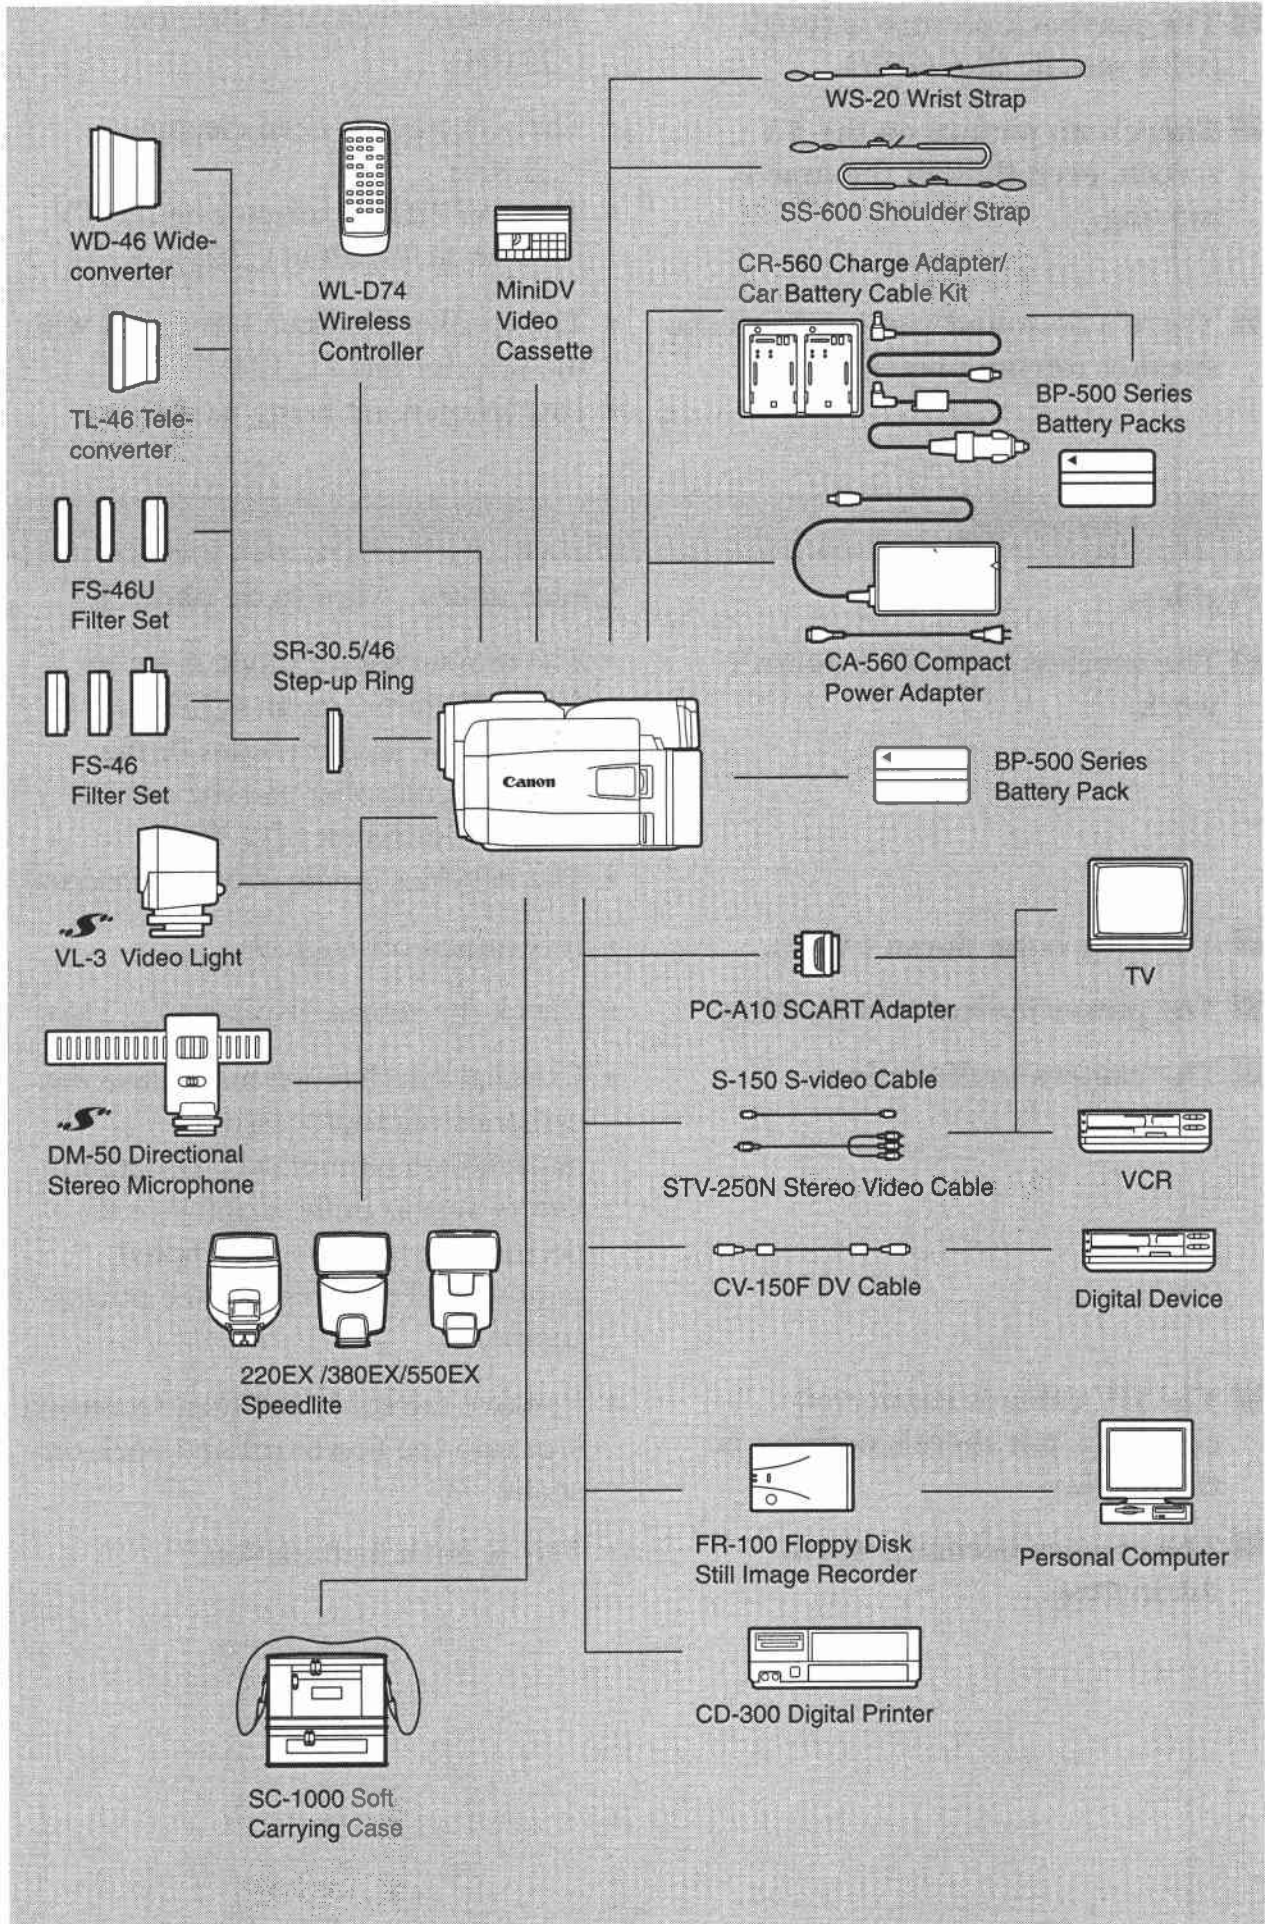 WS-20 Wrist Strap
SS-600 Shoulder Strap
WD-46 Wide-
converter
WL-D74
Wireless
Controller
MiniDV
Video
Cassette
CR-560 Charge Adapter/
Car Battery Cable Kit
TL-46 Tele-
converter
BP-500 Series
Battery Packs
FS-46U
Filter Set
SR-30.5/46
Step-up Ring
CA-560 Compact
Power Adapter
FS-46
Filter Set
Canon
BP-500 Series
Battery Pack
S
VL-3 Video Light
TV
PC-A10 SCART Adapter
S-150 S-video Cable
S
DM-50 Directional
Stereo Microphone
STV-250N Stereo Video Cable
VCR
CV-150F DV Cable
Digital Device
220EX /380EX/550EX
Speedlite
FR-100 Floppy Disk
Still Image Recorder
Personal Computer
CD-300 Digital Printer
SC-1000 Soft
Carrying Case